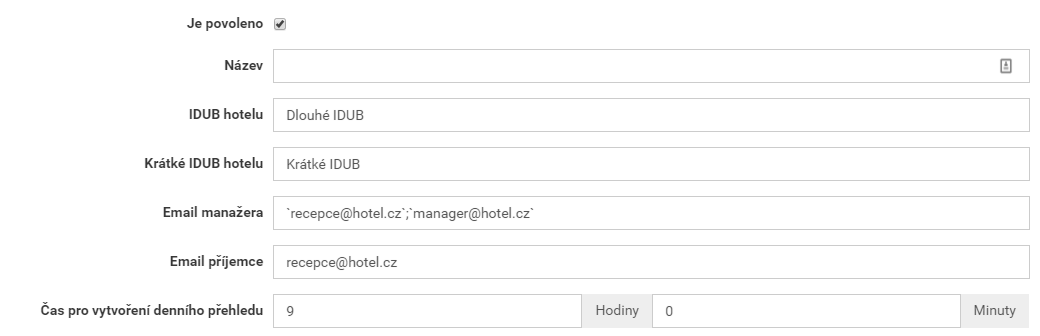 Je povoleno
Název
IDUB hotelu Dlouhé IDUB
Krátké IDUB hotelu Krátké IDUB
Email manažera `recepce@hotel.cz`;`manager@hotel.cz`
Email příjemce recepce@hotel.cz
Čas pro vytvoření denního přehledu 9 Hodiny 0 Minuty